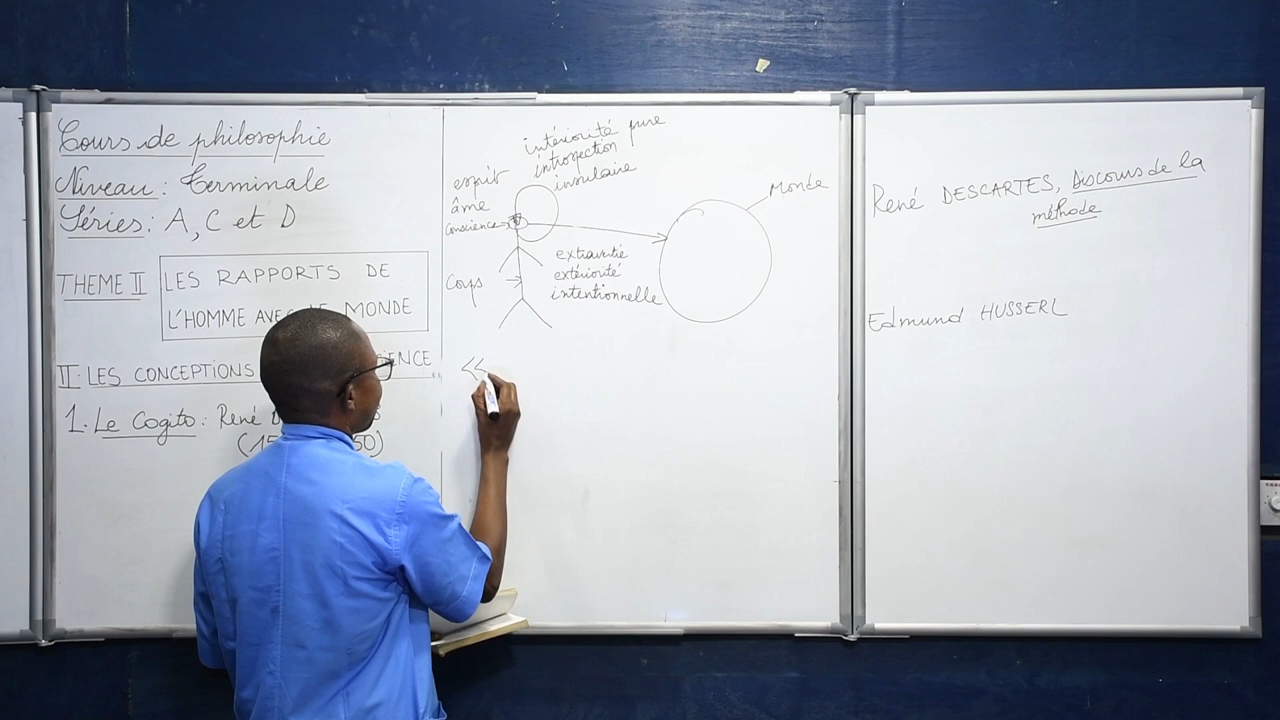 Cours de philosophie
Niveau : Terminale
Séries : A, C et D
THEME II LES RAPPORTS DE
L'HOMME AVEC LE MONDE
II. LES CONCEPTIONS
1. Le Cogito : René
intériorité pure
introspection
insulaire
esprit
âme
Conscience
Corps
Monde
extravertie
extériorité
intentionnelle
<<
René DESCARTES, Discours de la
méthode
Edmund HUSSERL